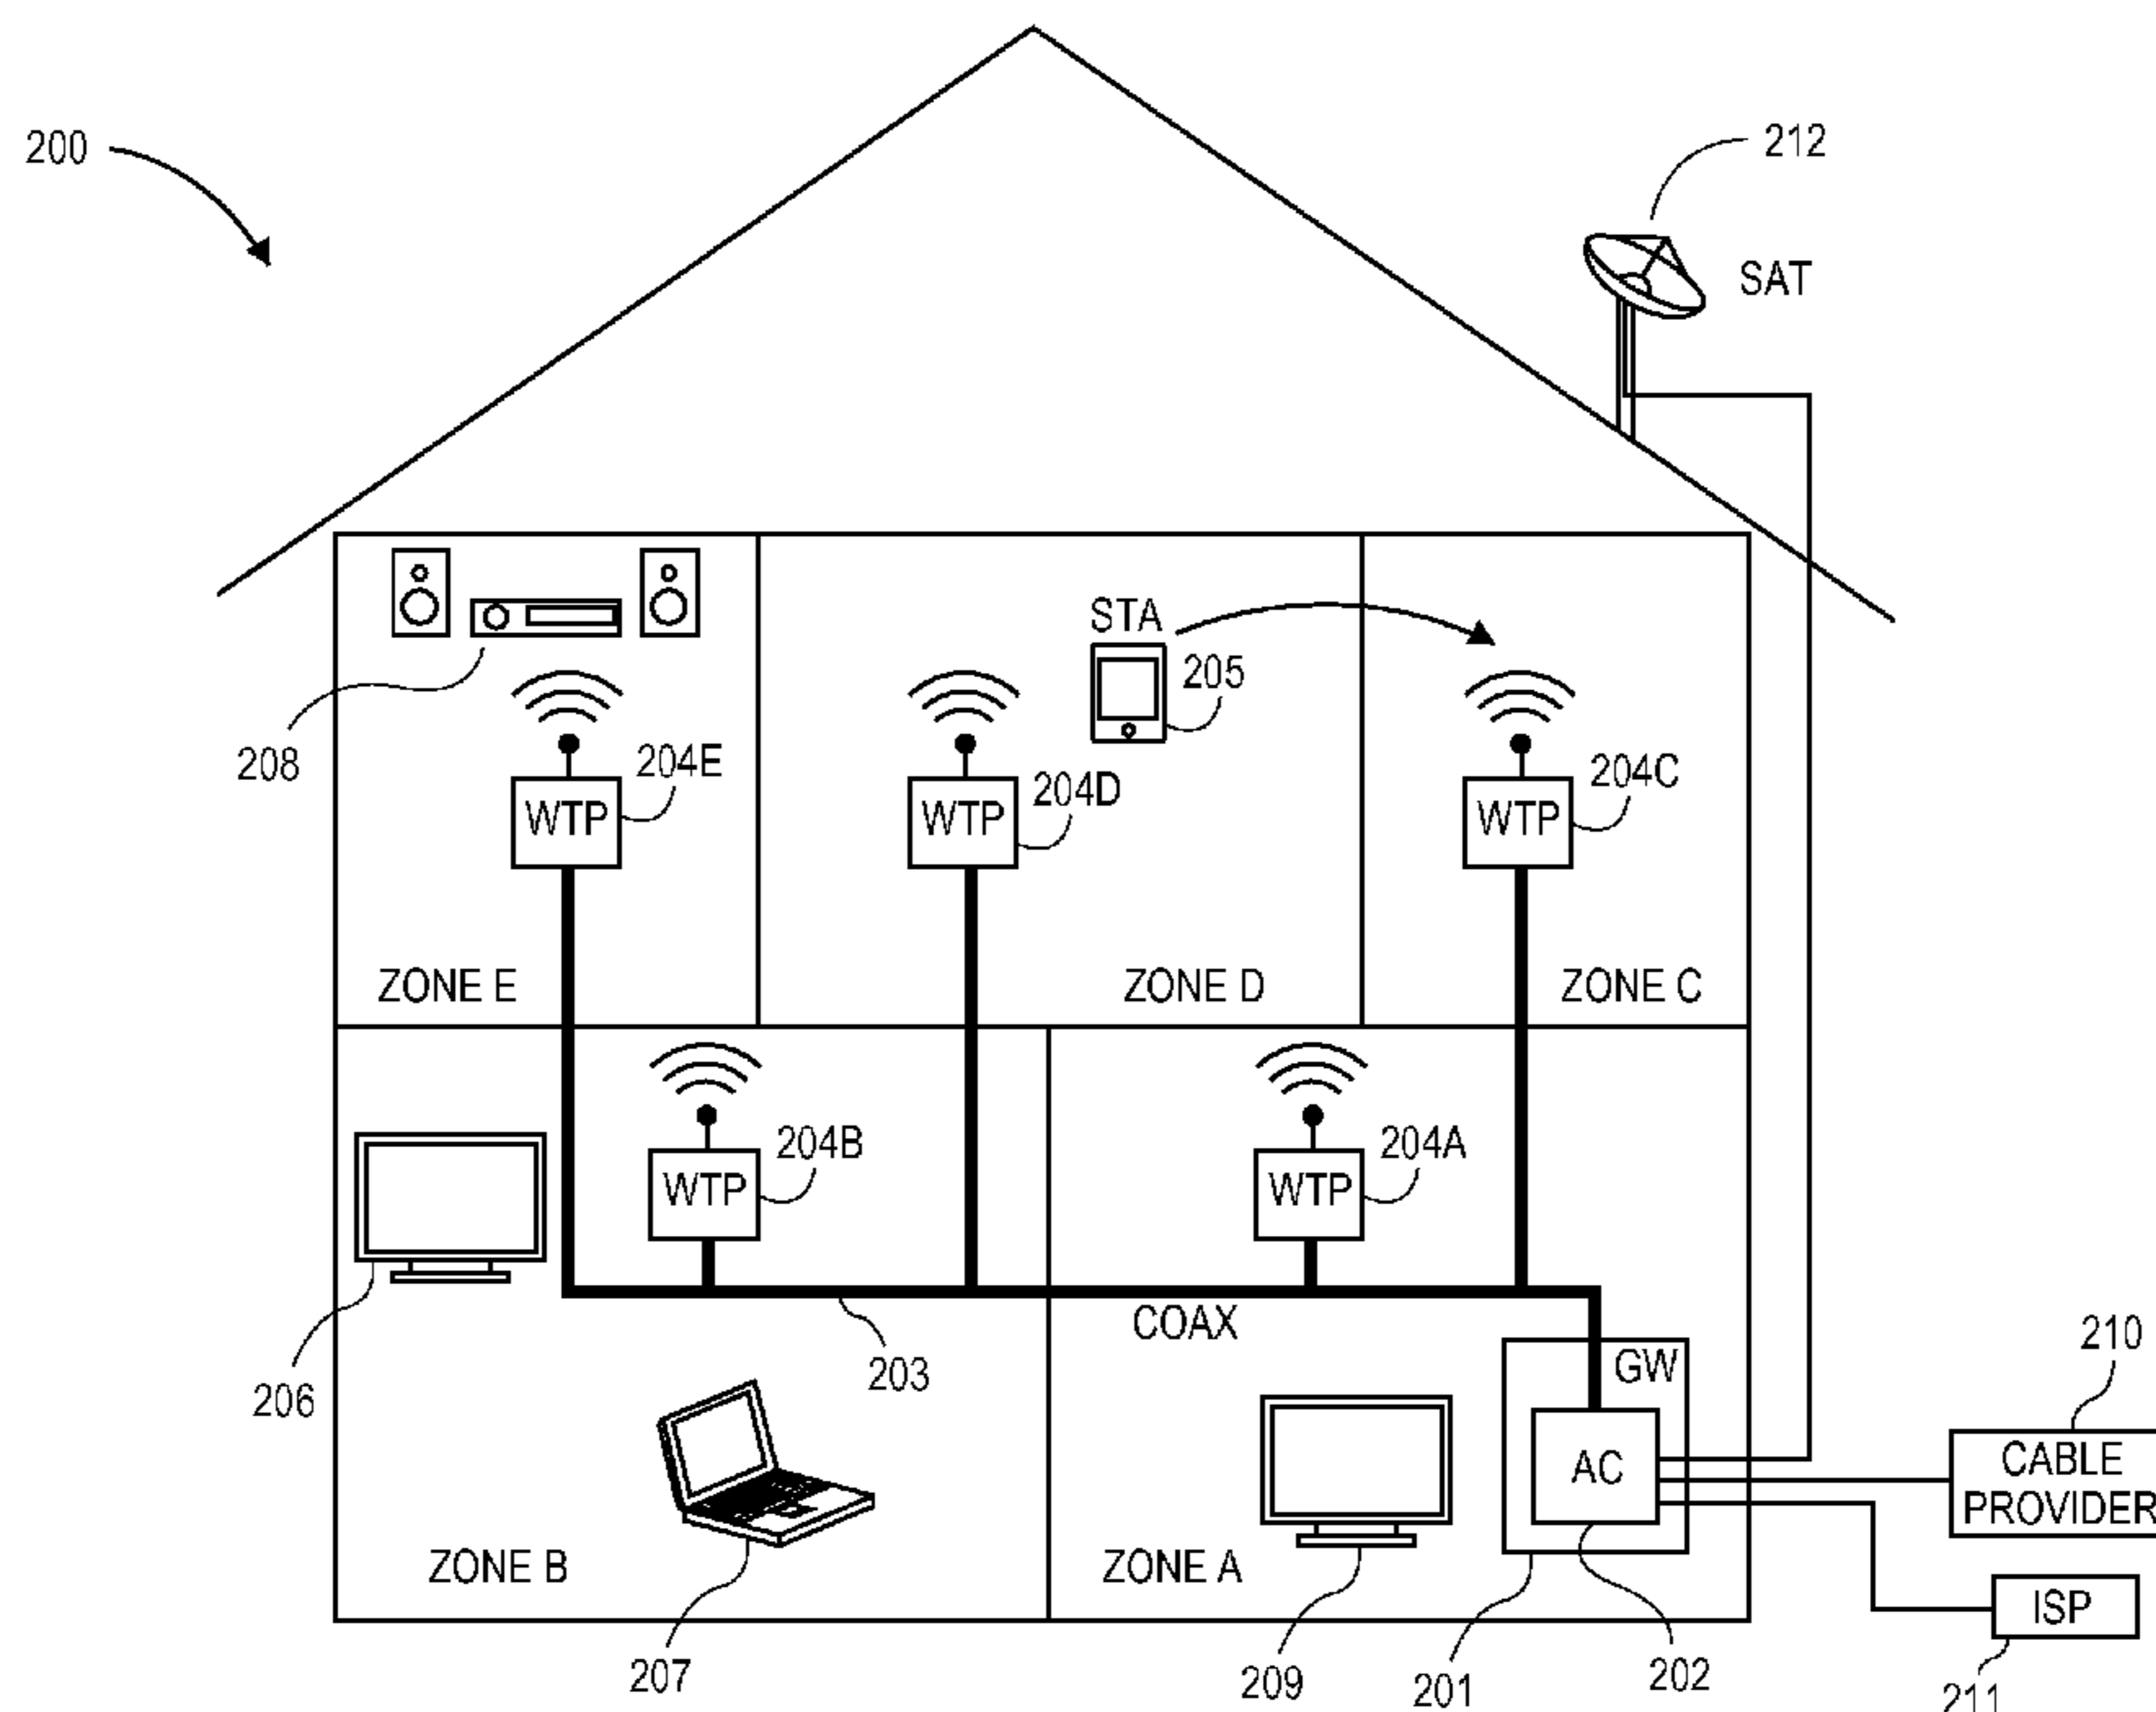 200
212
SAT
STA
205
208
204E
204D
204C
WTP
WTP
WTP
ZONE E
ZONE D
ZONE C
204B
204A
WTP
WTP
COAX
203
206
GW
210
AC
CABLE
PROVIDER
ZONE B
ZONE A
ISP
207
209
201
202
211